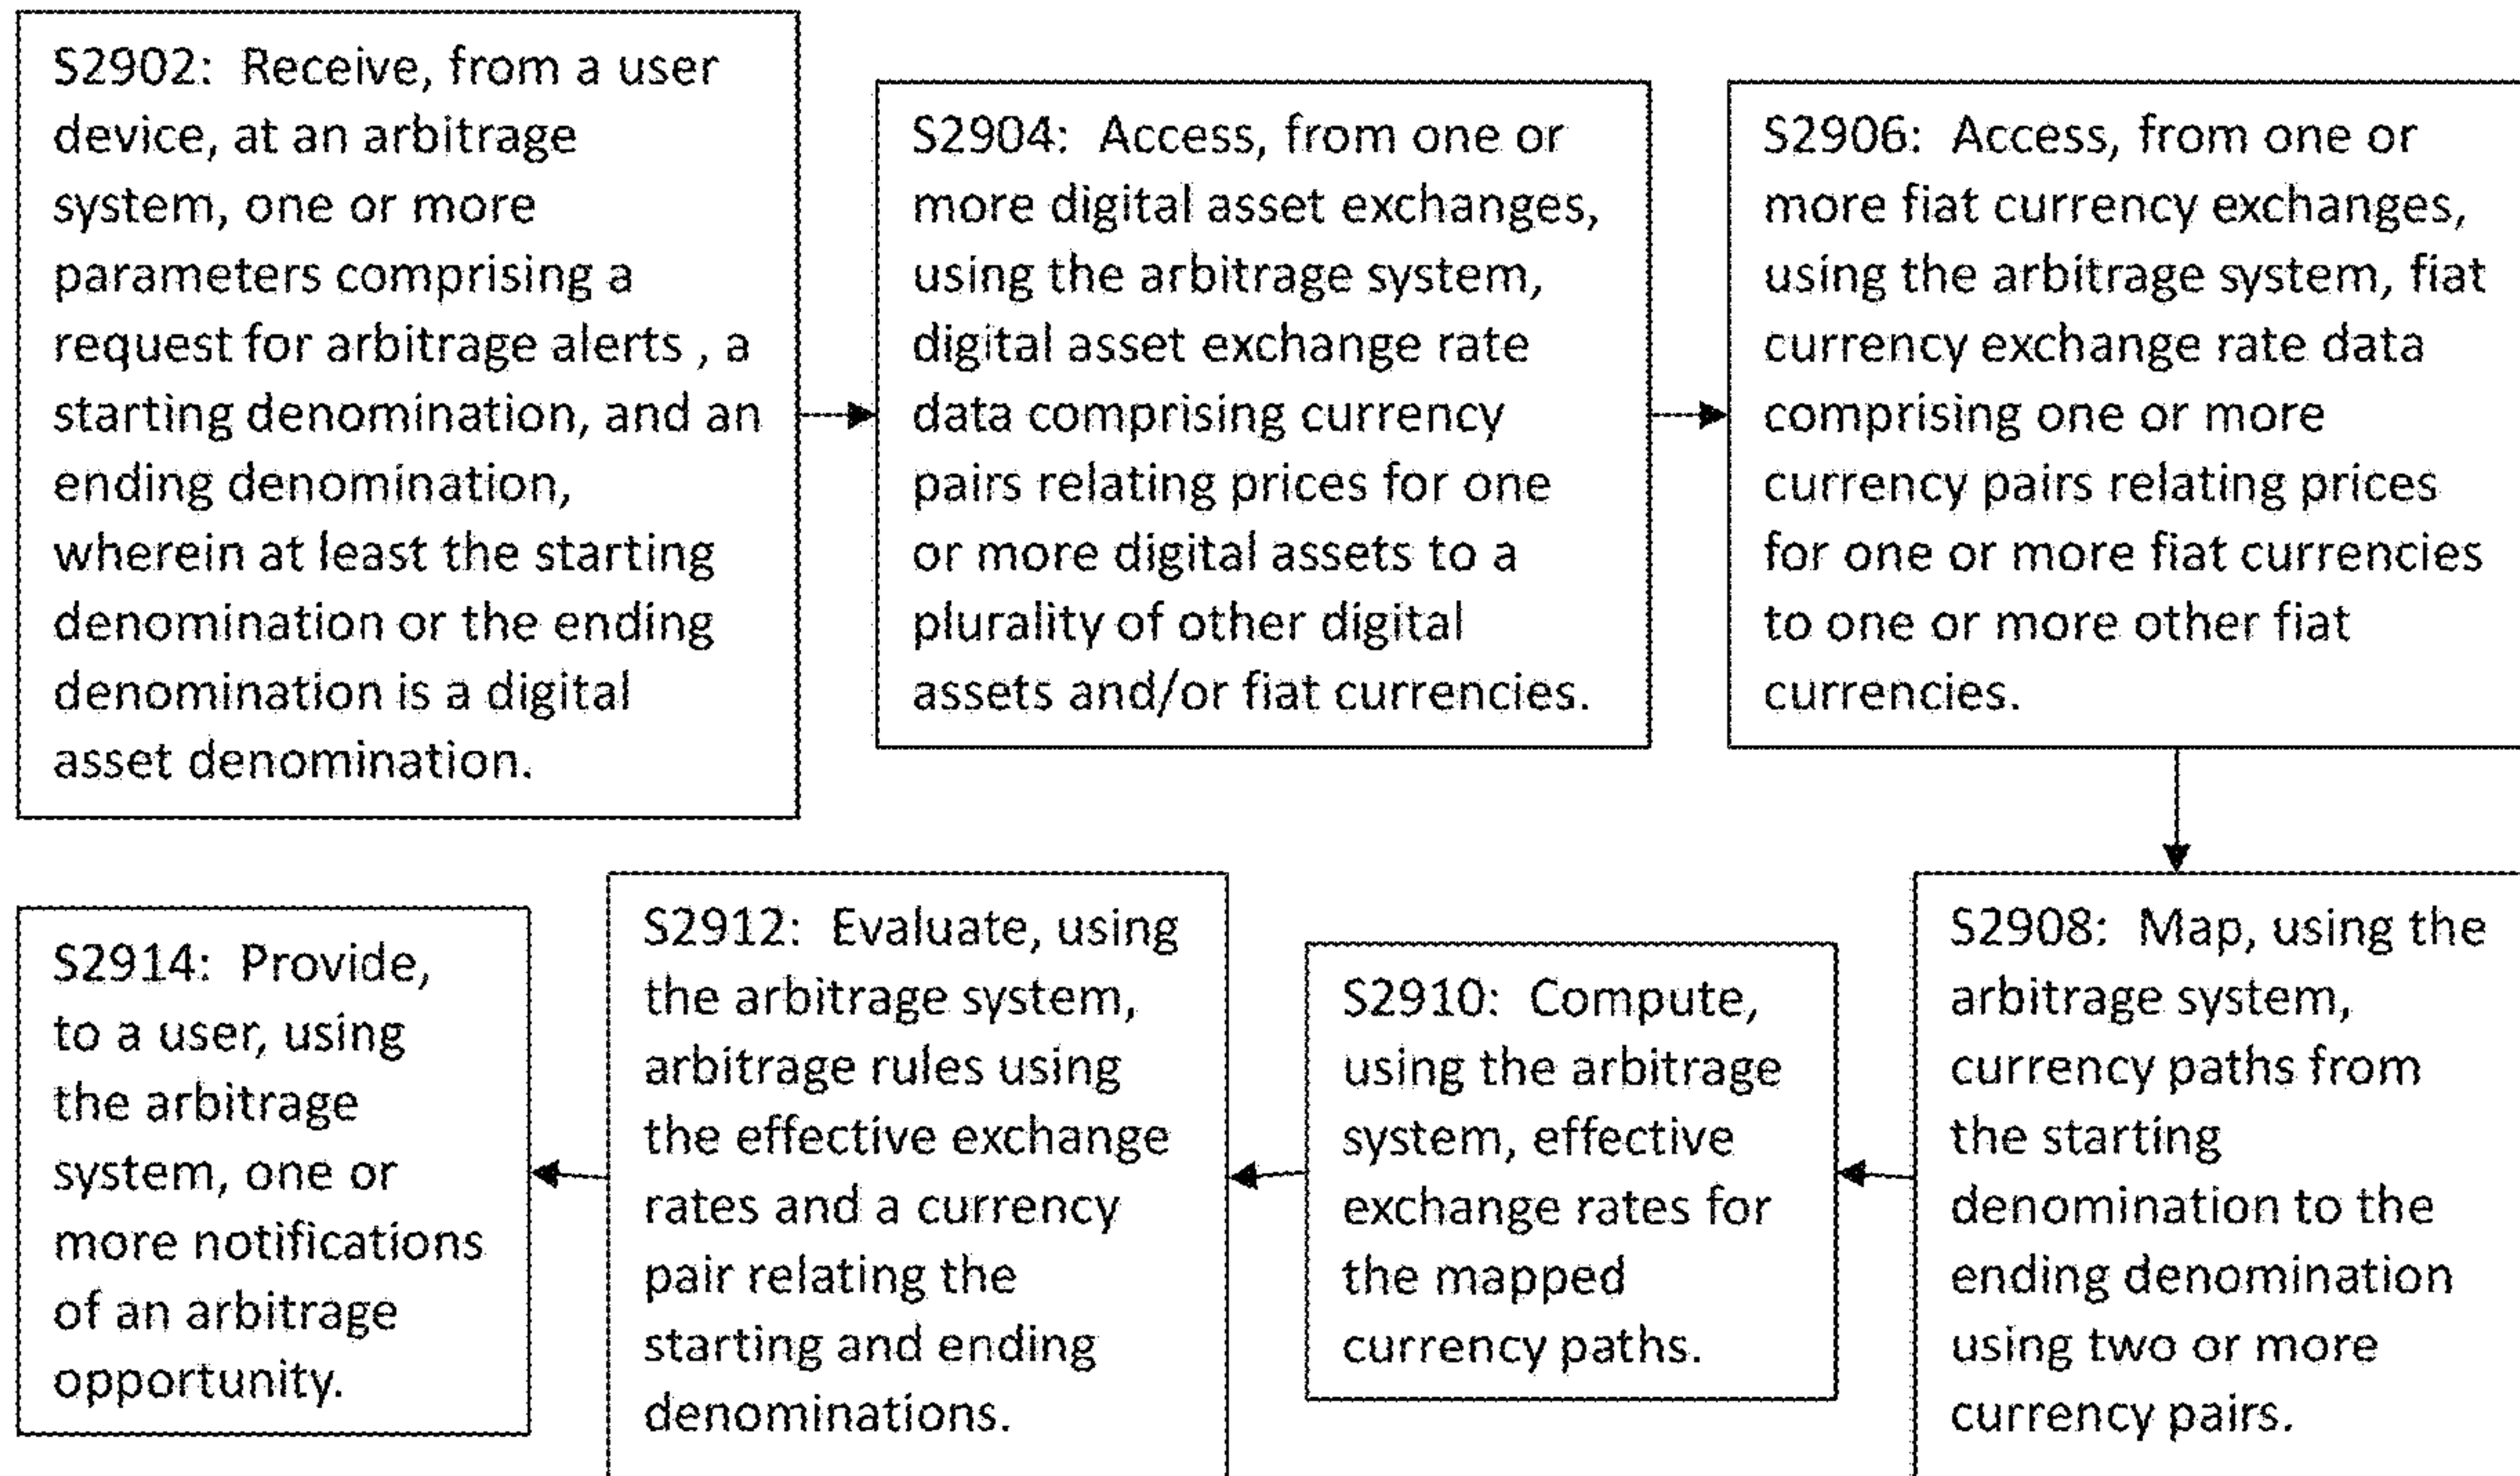 S2902: Receive, from a user
device, at an arbitrage
system, one or more
parameters comprising a
request for arbitrage alerts , a
starting denomination, and an
ending denomination,
wherein at least the starting
denomination or the ending
denomination is a digital
asset denomination.
S2904: Access, from one or
more digital asset exchanges,
using the arbitrage system,
digital asset exchange rate
data comprising currency
pairs relating prices for one
or more digital assets to a
plurality of other digital
assets and/or fiat currencies.
S2906: Access, from one or
more fiat currency exchanges,
using the arbitrage system, fiat
currency exchange rate data
comprising one or more
currency pairs relating prices
for one or more fiat currencies
to one or more other fiat
currencies.
S2908: Map, using the
arbitrage system,
currency paths from
the starting
denomination to the
ending denomination
using two or more
currency pairs.
S2910: Compute,
using the arbitrage
system, effective
exchange rates for
the mapped
currency paths.
S2912: Evaluate, using
the arbitrage system,
arbitrage rules using
the effective exchange
rates and a currency
pair relating the
starting and ending
denominations.
S2914: Provide,
to a user, using
the arbitrage
system, one or
more notifications
of an arbitrage
opportunity.